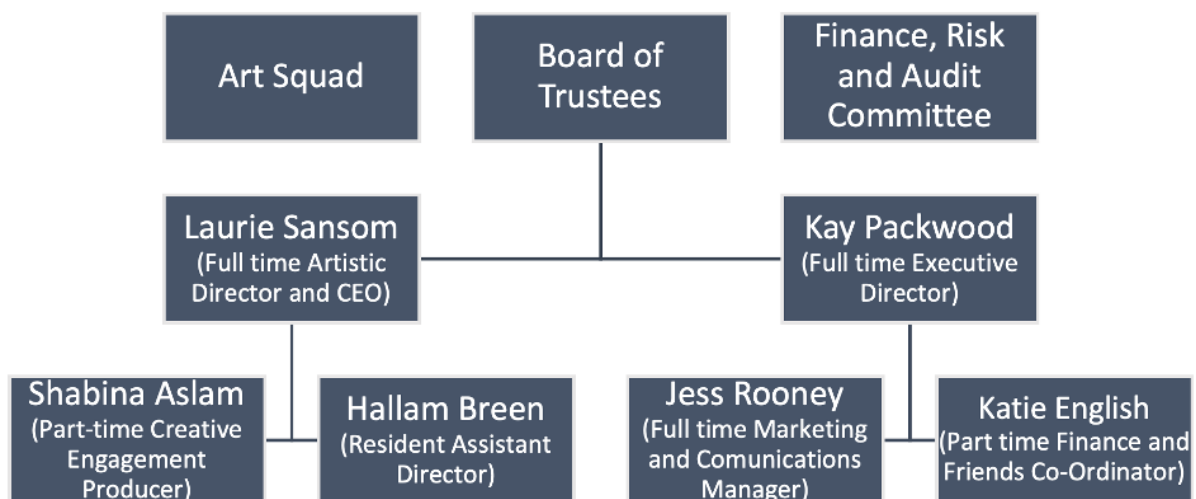 Art Squad
Board of
Trustees
Finance, Risk
and Audit
Committee
Laurie Sansom
(Full time Artistic
Director and CEO)
Kay Packwood
(Full time Executive
Director)
Shabina Aslam
(Part-time Creative
Engagement
Producer)
Hallam Breen
(Resident Assistant
Director)
Jess Rooney
(Full time Marketing
and Comunications
Manager)
Katie English
(Part time Finance and
Friends Co-Ordinator)